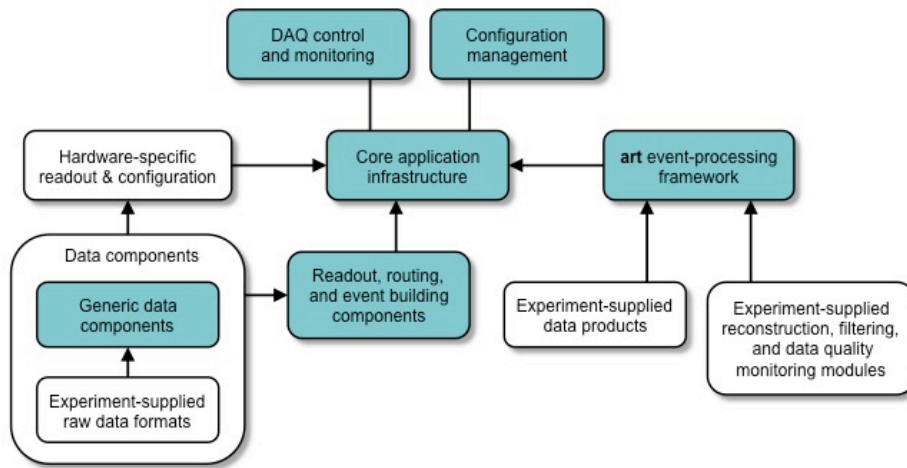 DAQ control
and monitoring
Configuration
management
Hardware-specific
readout & configuration
Core application
infrastructure
art event-processing
framework
Data components
Generic data
components
Experiment-supplied
raw data formats
Readout, routing,
and event building
components
Experiment-supplied
data products
Experiment-supplied
reconstruction, filtering,
and data quality
monitoring modules